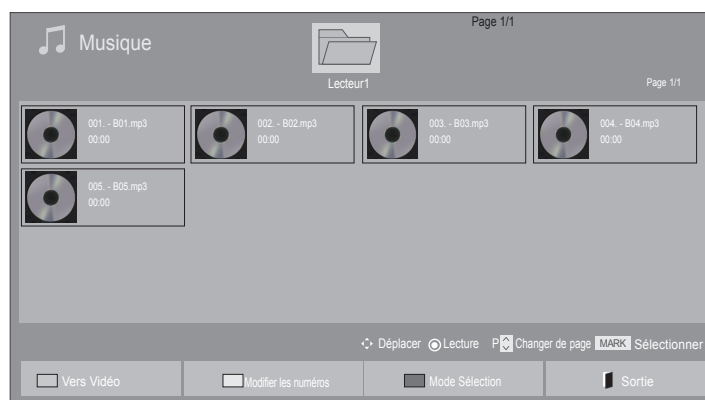 Page 1/1
Musique
Lecteur1
Page 1/1
001. - B01.mp3
00:00
002. - B02.mp3
00:00
003. - B03.mp3
00:00
004. - B04.mp3
00:00
005. - B05.mp3
00:00
Déplacer Lecture P Changer de page MARK Sélectionner
Vers Vidéo Modifier les numéros Mode Sélection Sortie